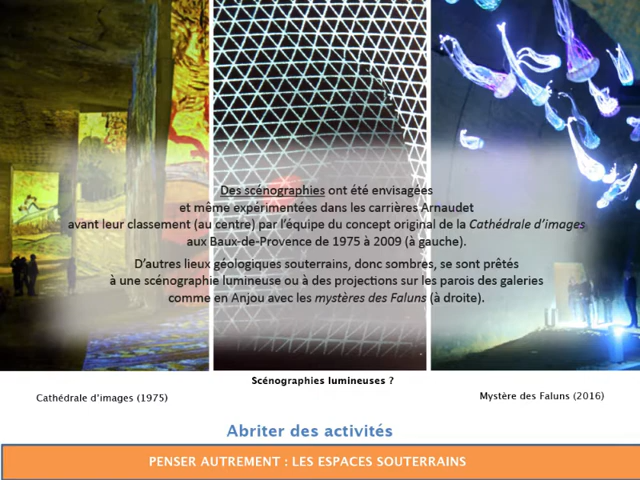 Des scénographies ont été envisagées
et même expérimentées dans les carrières Arnaudet
avant leur classement (au centre) par l'équipe du concept original de la Cathédrale d'images
aux Baux-de-Provence de 1975 à 2009 (à gauche).
D'autres lieux géologiques souterrains, donc sombres, se sont prêtés
à une scénographie lumineuse ou à des projections sur les parois des galeries
comme en Anjou avec les mystères des Faluns (à droite).
Scénographies lumineuses ?
Cathédrale d'images (1975)
Mystère des Faluns (2016)
Abriter des activités
PENSER AUTREMENT : LES ESPACES SOUTERRAINS